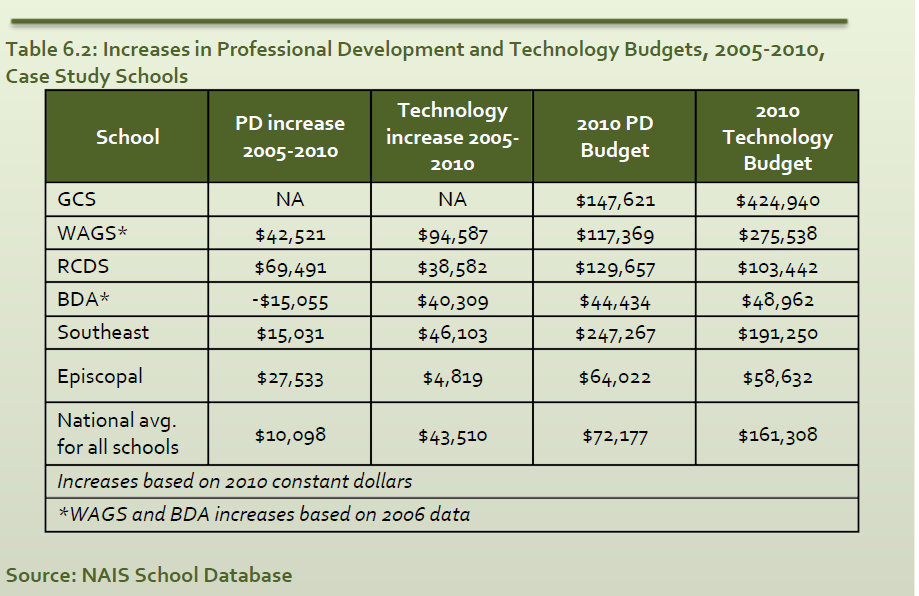 Table 6.2: Increases in Professional Development and Technology Budgets, 2005-2010,
Case Study Schools
School | PD increase 2005-2010 | Technology increase 2005-2010 | 2010 PD Budget | 2010 Technology Budget
GCS | NA | NA | $147,621 | $424,940
WAGS* | $42,521 | $94,587 | $117,369 | $275,538
RCDS | $69,491 | $38,582 | $129,657 | $103,442
BDA* | -$15,055 | $40,309 | $44,434 | $48,962
Southeast | $15,031 | $46,103 | $247,267 | $191,250
Episcopal | $27,533 | $4,819 | $64,022 | $58,632
National avg. for all schools | $10,098 | $43,510 | $72,177 | $161,308
Increases based on 2010 constant dollars
*WAGS and BDA increases based on 2006 data
Source: NAIS School Database